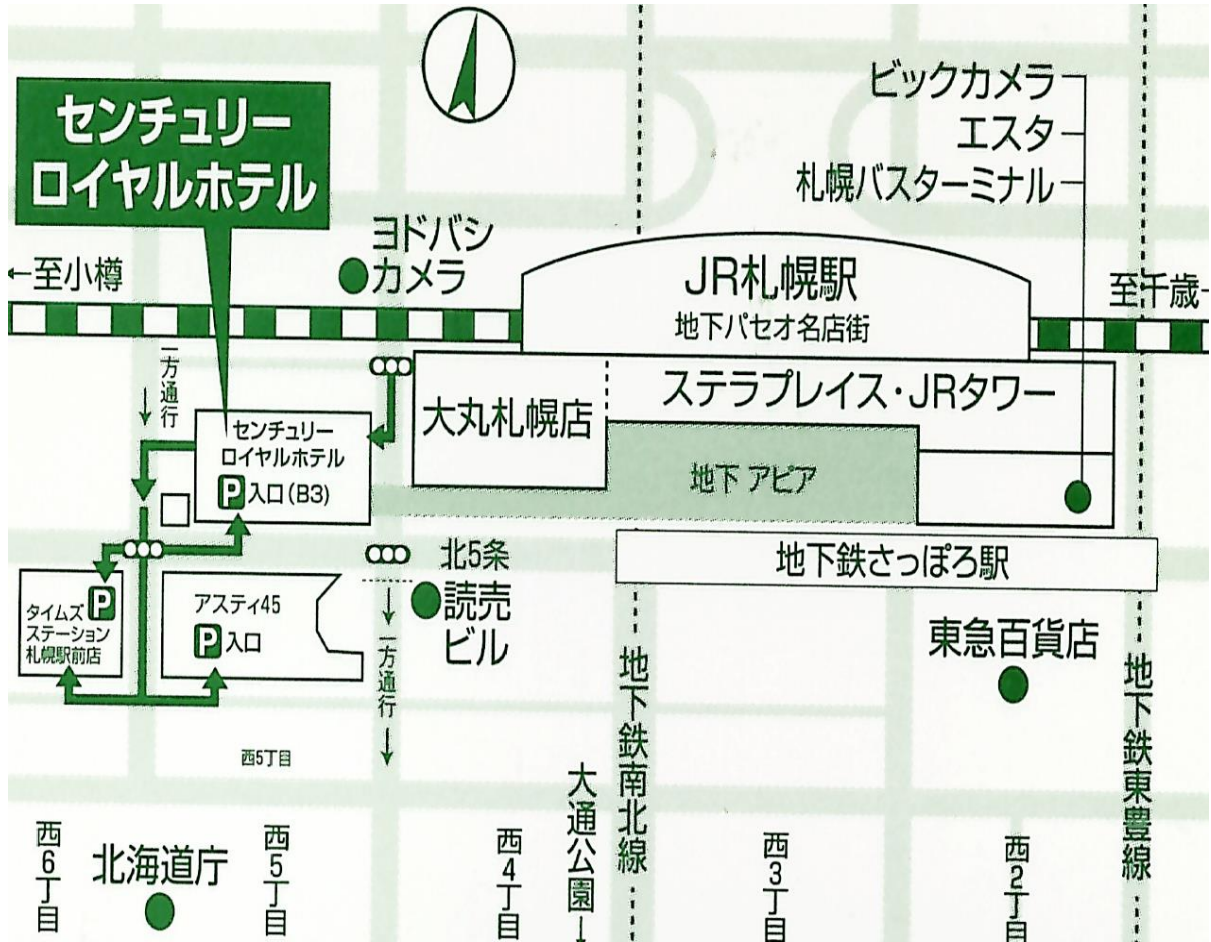 センチュリー
ロイヤルホテル
ビックカメラ
エスタ
札幌バスターミナル
ヨドバシ
カメラ
←至小樽
JR札幌駅
地下パセオ名店街
至千歳
一方通行
大丸札幌店
ステラプレイス・JRタワー
センチュリー
ロイヤルホテル
P入口(B3)
地下 アピア
北5条
読売
ビル
地下鉄さっぽろ駅
タイムズ
ステーション
札幌駅前店
P
アスティ45
P入口
一方通行
東急百貨店
地下鉄南北線
地下鉄東豊線
西5丁目
大通公園→
西6丁目
北海道庁
西5丁目
西4丁目
西3丁目
西2丁目